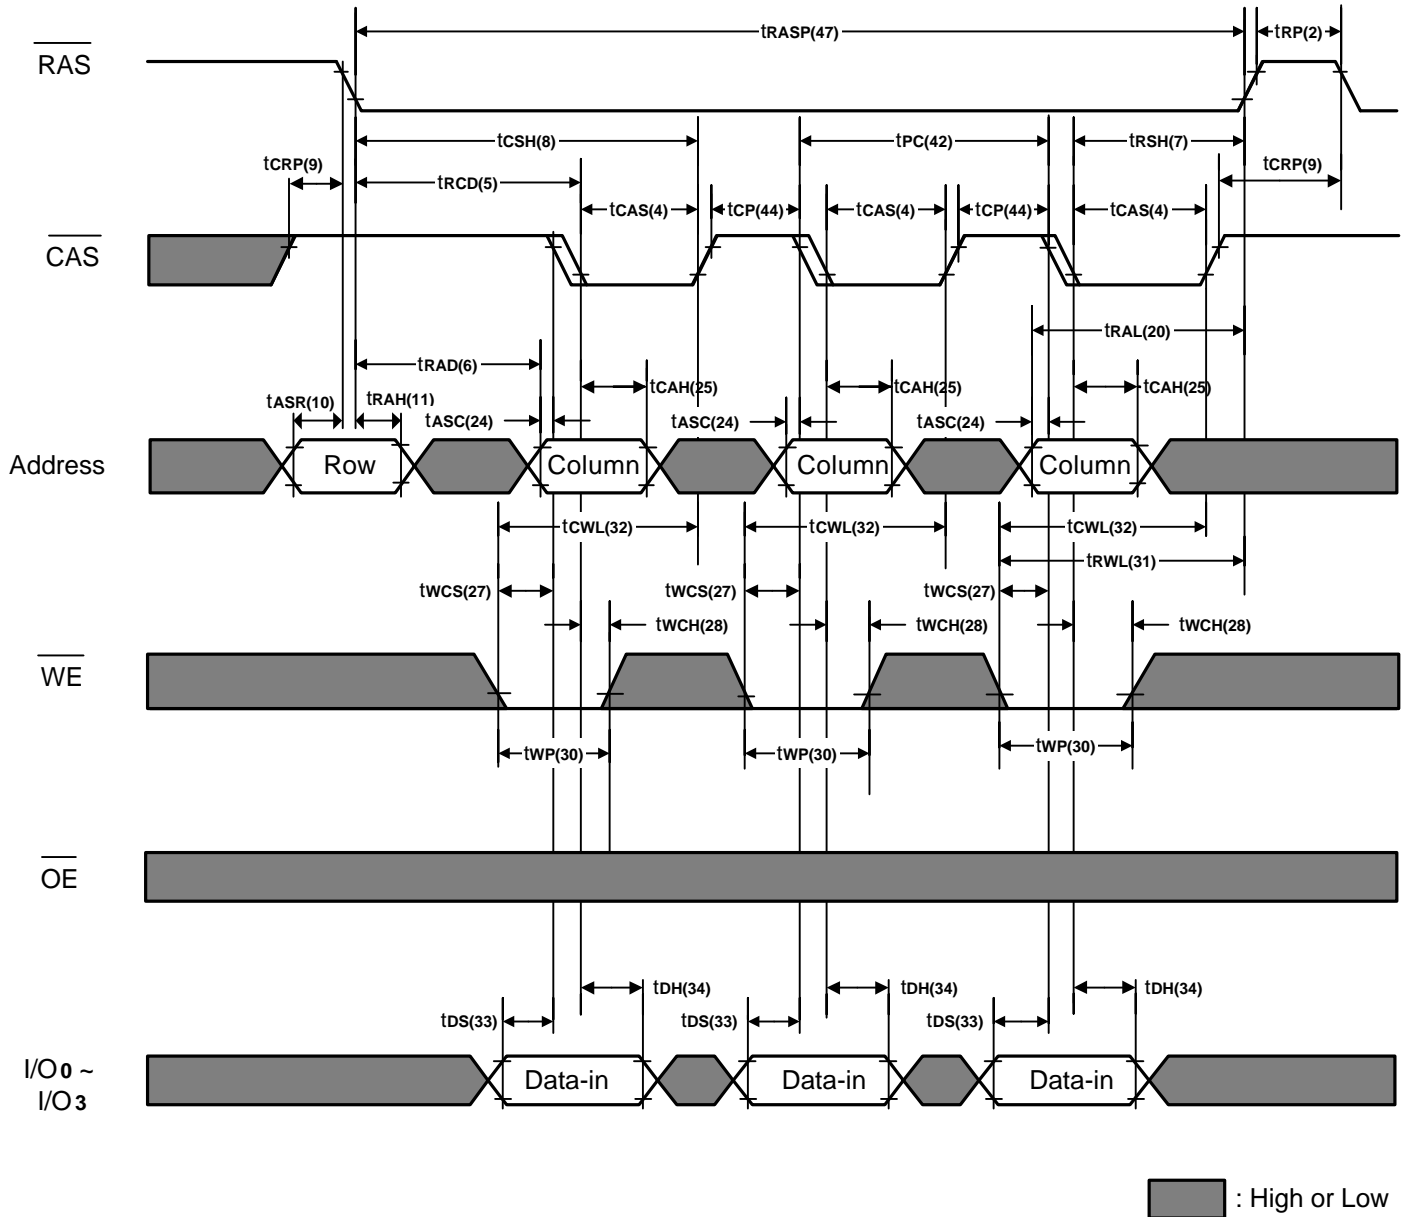 tRASP(47) tRP(2)
RAS
tCSH(8) tPC(42) tRSH(7)
tCRP(9) tCRP(9)
tRCD(5)
tCAS(4) tCP(44) tCAS(4) tCP(44) tCAS(4)
CAS
tRAL(20)
tRAD(6)
tCAH(25) tCAH(25) tCAH(25)
tASR(10) tRAH(11)
tASC(24) tASC(24) tASC(24)
Address Row Column Column Column
tCWL(32) tCWL(32) tCWL(32)
tRWL(31)
tWCS(27) tWCS(27) tWCS(27)
tWCH(28) tWCH(28) tWCH(28)
WE
tWP(30) tWP(30) tWP(30)
OE
tDH(34) tDH(34) tDH(34)
tDS(33) tDS(33) tDS(33)
I/O0 ~
Data-in Data-in Data-in
I/O3
: High or Low